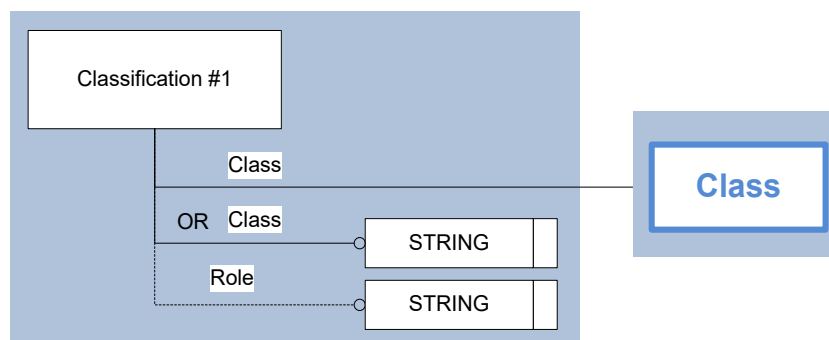 Classification #1
Class
Class
OR Class
STRING
Role
STRING